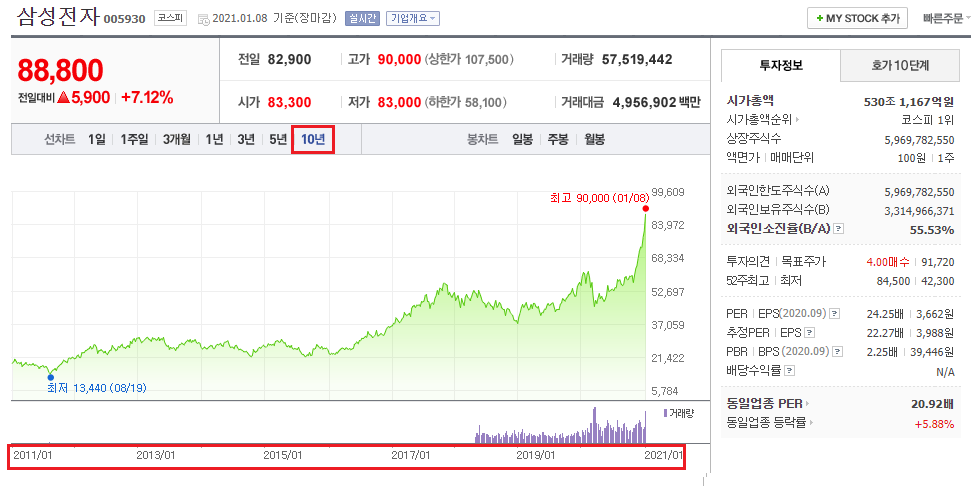 삼성전자 005930 코스피 2021.01.08 기준(장마감) 실시간 기업개요
+ MY STOCK 추가 빠른주문
88,800
전일대비 ▲5,900 +7.12%
전일 82,900 고가 90,000 (상한가 107,500) 거래량 57,519,442
시가 83,300 저가 83,000 (하한가 58,100) 거래대금 4,956,902 백만
선차트 1일 1주일 3개월 1년 3년 5년 10년 봉차트 일봉 주봉 월봉
최고 90,000 (01/08)
99,609
83,972
68,334
52,697
37,059
21,422
5,784
최저 13,440 (08/19)
거래량
2011/01 2013/01 2015/01 2017/01 2019/01 2021/01
투자정보 호가 10단계
시가총액 530조 1,167억원
시가총액순위 코스피 1위
상장주식수 5,969,782,550
액면가 매매단위 100원 1주
외국인한도주식수(A) 5,969,782,550
외국인보유주식수(B) 3,314,966,371
외국인소진율(B/A) ? 55.53%
투자의견 목표주가 4.00매수 91,720
52주최고 최저 84,500 42,300
PER EPS(2020.09) ? 24.25배 3,662원
추정PER EPS ? 22.27배 3,988원
PBR BPS (2020.09) ? 2.25배 39,446원
배당수익률 ? N/A
동일업종 PER 20.92배
동일업종 등락률 +5.88%